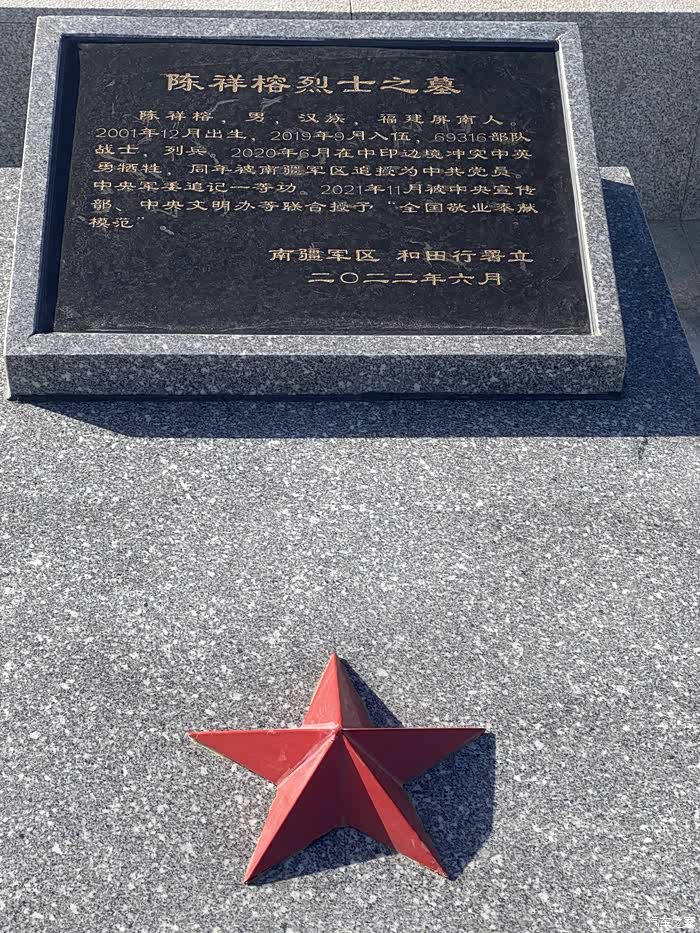 陈祥榕烈士之墓
陈祥榕，男，汉族，福建屏南人。
2001年12月出生，2019年9月入伍，69316部队
战士，列兵。2020年6月在中印边境冲突中英
勇牺牲，同年被南疆军区追授为中共党员。
中央军委追记一等功。2021年11月被中央宣传
部、中央文明办等联合授予“全国敬业奉献
模范”
南疆军区 和田行署立
二〇二二年六月
汽车之家